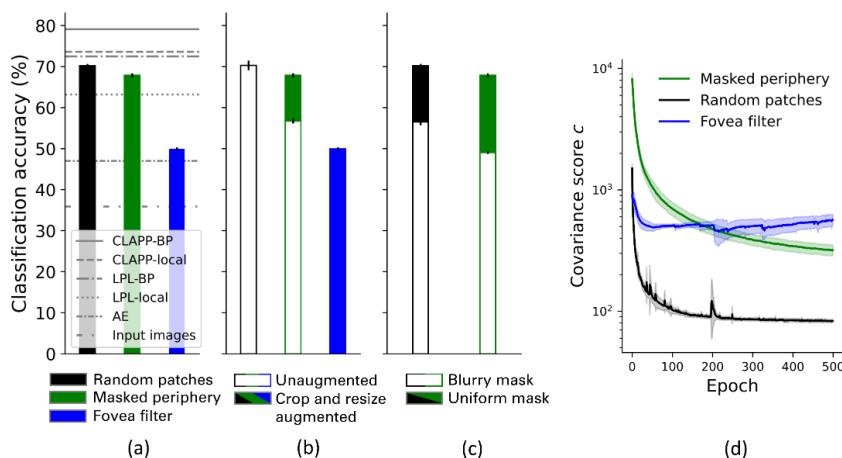 Classification accuracy (%)
80
70
60
50
40
30
20
10
0
CLAPP-BP
CLAPP-local
LPL-BP
LPL-local
AE
Input images
Random patches
Masked periphery
Fovea filter
(a)
Unaugmented
Crop and resize
augmented
(b)
Blurry mask
Uniform mask
(c)
Covariance score c
10⁴
10³
10²
Masked periphery
Random patches
Fovea filter
0 100 200 300 400 500
Epoch
(d)